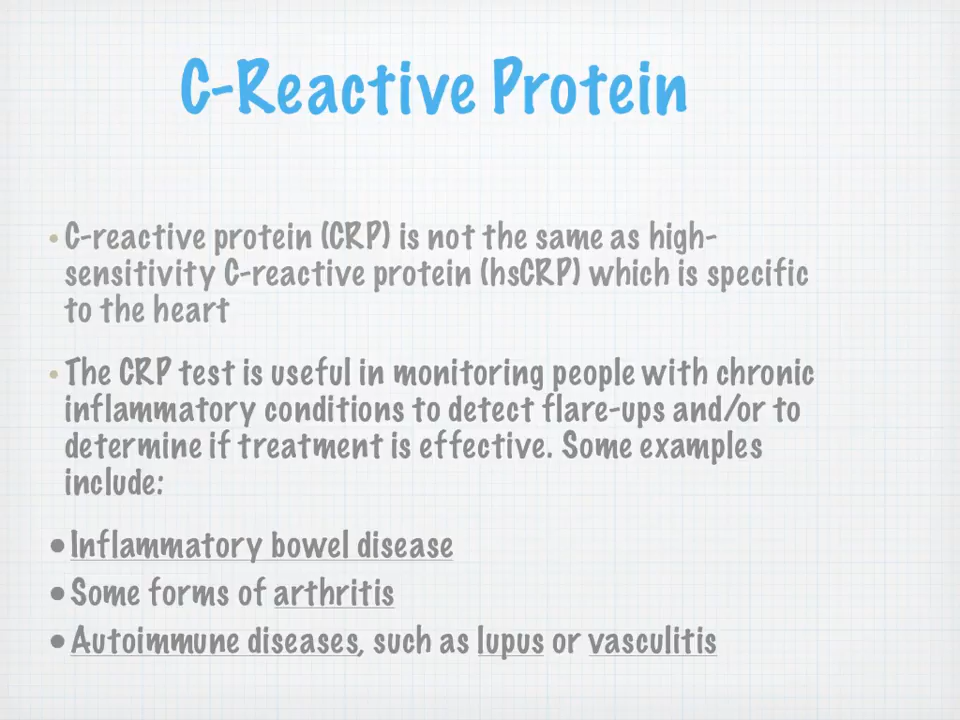 C-Reactive Protein
• C-reactive protein (CRP) is not the same as high-
sensitivity C-reactive protein (hsCRP) which is specific
to the heart
• The CRP test is useful in monitoring people with chronic
inflammatory conditions to detect flare-ups and/or to
determine if treatment is effective. Some examples
include:
• Inflammatory bowel disease
• Some forms of arthritis
• Autoimmune diseases, such as lupus or vasculitis